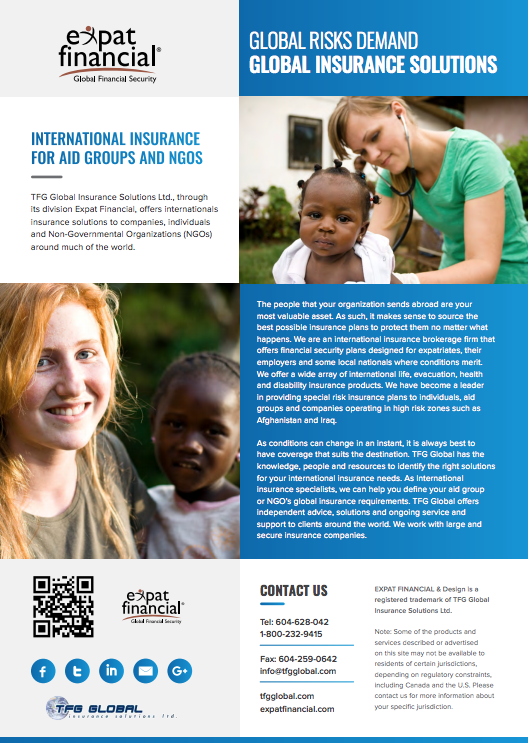 expat
financial®
Global Financial Security
GLOBAL RISKS DEMAND
GLOBAL INSURANCE SOLUTIONS
INTERNATIONAL INSURANCE
FOR AID GROUPS AND NGOS
TFG Global Insurance Solutions Ltd., through
its division Expat Financial, offers internationals
insurance solutions to companies, individuals
and Non-Governmental Organizations (NGOs)
around much of the world.
The people that your organization sends abroad are your
most valuable asset. As such, it makes sense to source the
best possible insurance plans to protect them no matter what
happens. We are an international insurance brokerage firm that
offers financial security plans designed for expatriates, their
employers and some local nationals where conditions merit.
We offer a wide array of international life, evacuation, health
and disability insurance products. We have become a leader
in providing special risk insurance plans to individuals, aid
groups and companies operating in high risk zones such as
Afghanistan and Iraq.
As conditions can change in an instant, it is always best to
have coverage that suits the destination. TFG Global has the
knowledge, people and resources to identify the right solutions
for your international insurance needs. As international
insurance specialists, we can help you define your aid group
or NGO's global insurance requirements. TFG Global offers
independent advice, solutions and ongoing service and
support to clients around the world. We work with large and
secure insurance companies.
expat
financial®
Global Financial Security
f
t
in
G+
TFG GLOBAL
insurance solutions ltd.
CONTACT US
Tel: 604-628-042
1-800-232-9415
Fax: 604-259-0642
info@tfgglobal.com
tfgglobal.com
expatfinancial.com
EXPAT FINANCIAL & Design is a
registered trademark of TFG Global
Insurance Solutions Ltd.
Note: Some of the products and
services described or advertised
on this site may not be available to
residents of certain jurisdictions,
depending on regulatory constraints,
including Canada and the U.S. Please
contact us for more information about
your specific jurisdiction.